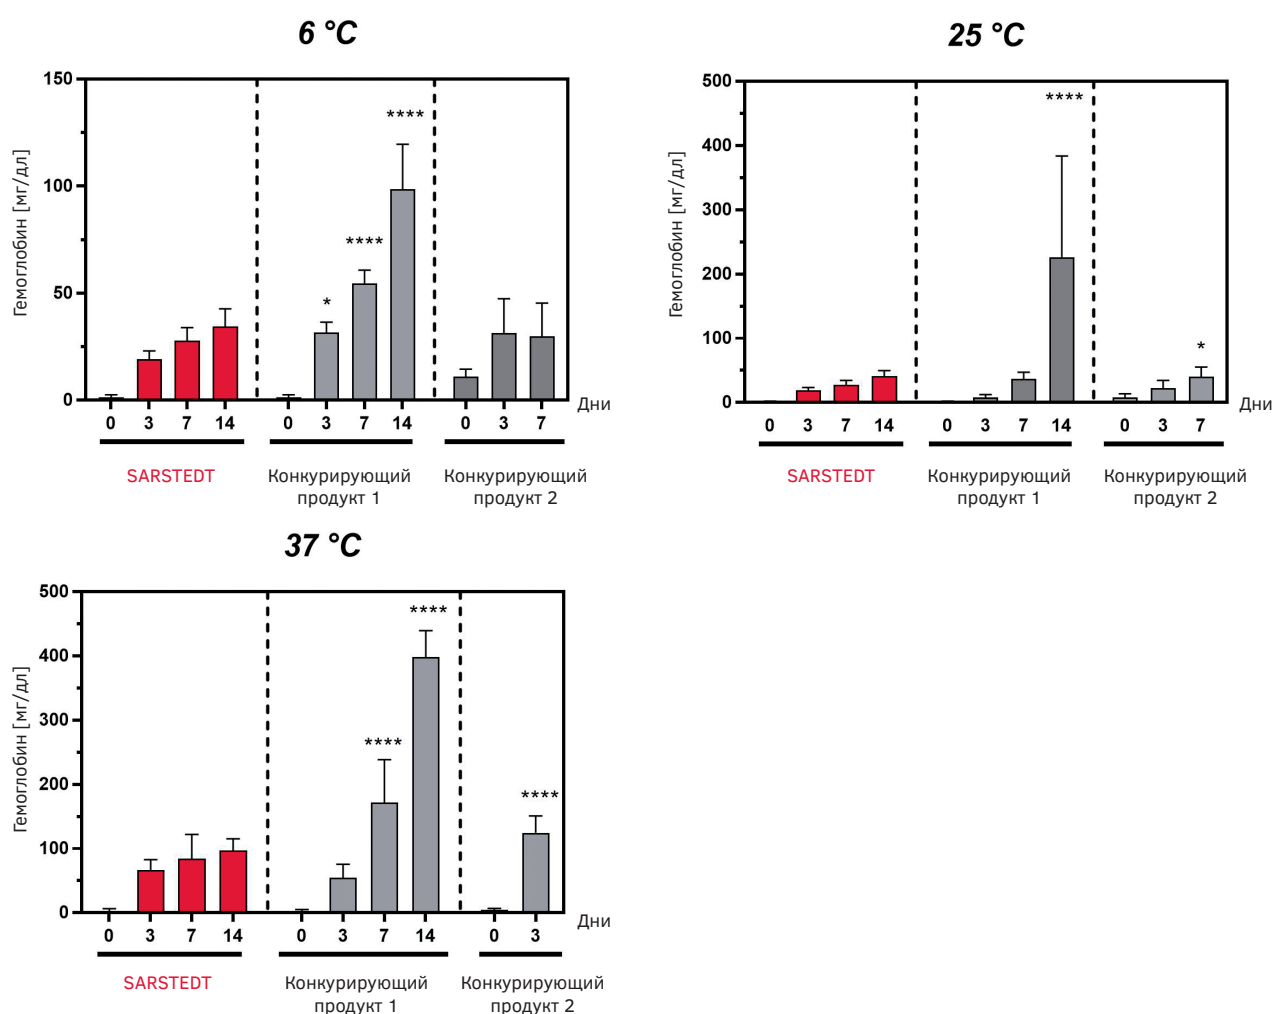 6 °C
150
100
50
0
Гемоглобин [мг/дл]
*
****
****
0 3 7 14 0 3 7 14 0 3 7
Дни
SARSTEDT
Конкурирующий
продукт 1
Конкурирующий
продукт 2
25 °C
500
400
300
200
100
0
Гемоглобин [мг/дл]
****
*
0 3 7 14 0 3 7 14 0 3 7
Дни
SARSTEDT
Конкурирующий
продукт 1
Конкурирующий
продукт 2
37 °C
500
400
300
200
100
0
Гемоглобин [мг/дл]
****
****
****
0 3 7 14 0 3 7 14 0 3
Дни
SARSTEDT
Конкурирующий
продукт 1
Конкурирующий
продукт 2